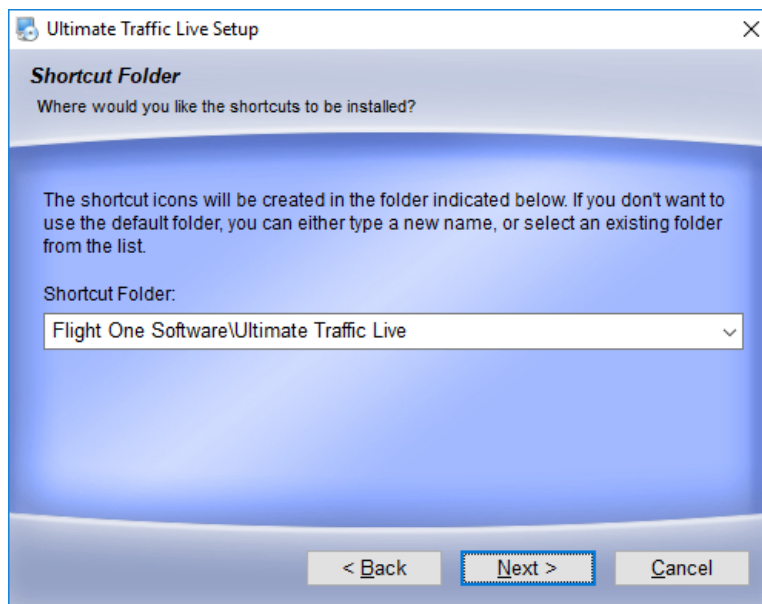 Ultimate Traffic Live Setup
Shortcut Folder
Where would you like the shortcuts to be installed?
The shortcut icons will be created in the folder indicated below. If you don't want to
use the default folder, you can either type a new name, or select an existing folder
from the list.
Shortcut Folder:
Flight One Software\Ultimate Traffic Live
< Back
Next >
Cancel